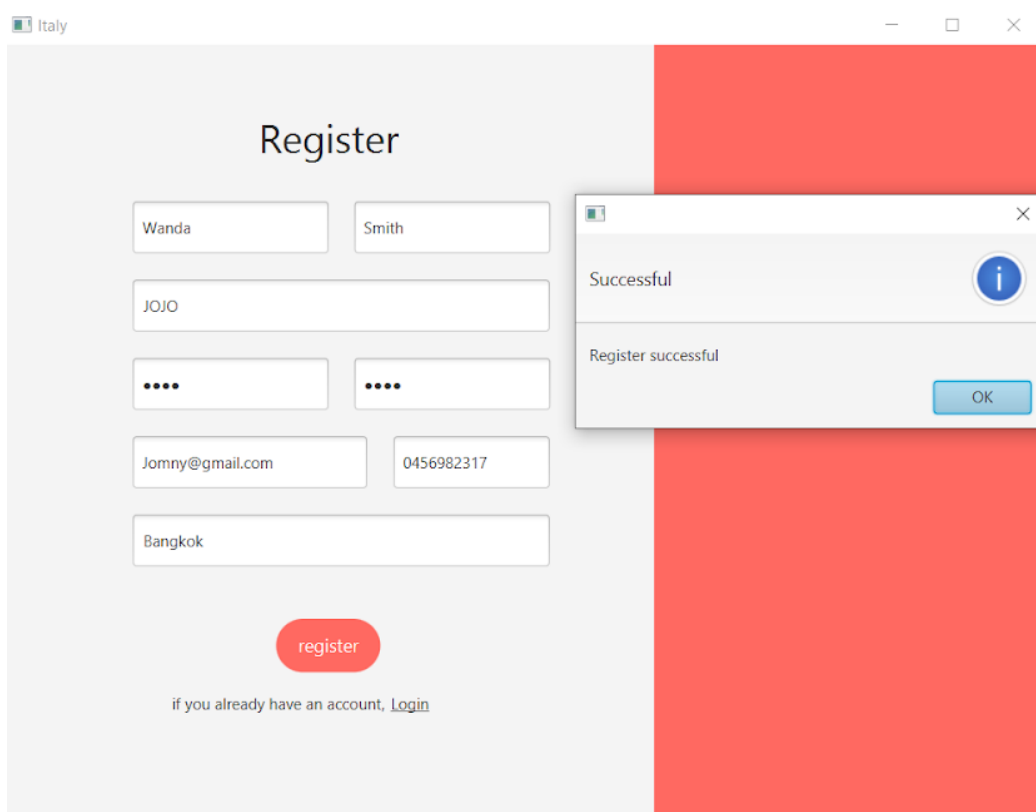 Italy
Register
Wanda Smith
JOJO
•••• ••••
Jomny@gmail.com 0456982317
Bangkok
register
if you already have an account, Login
Successful
Register successful
OK